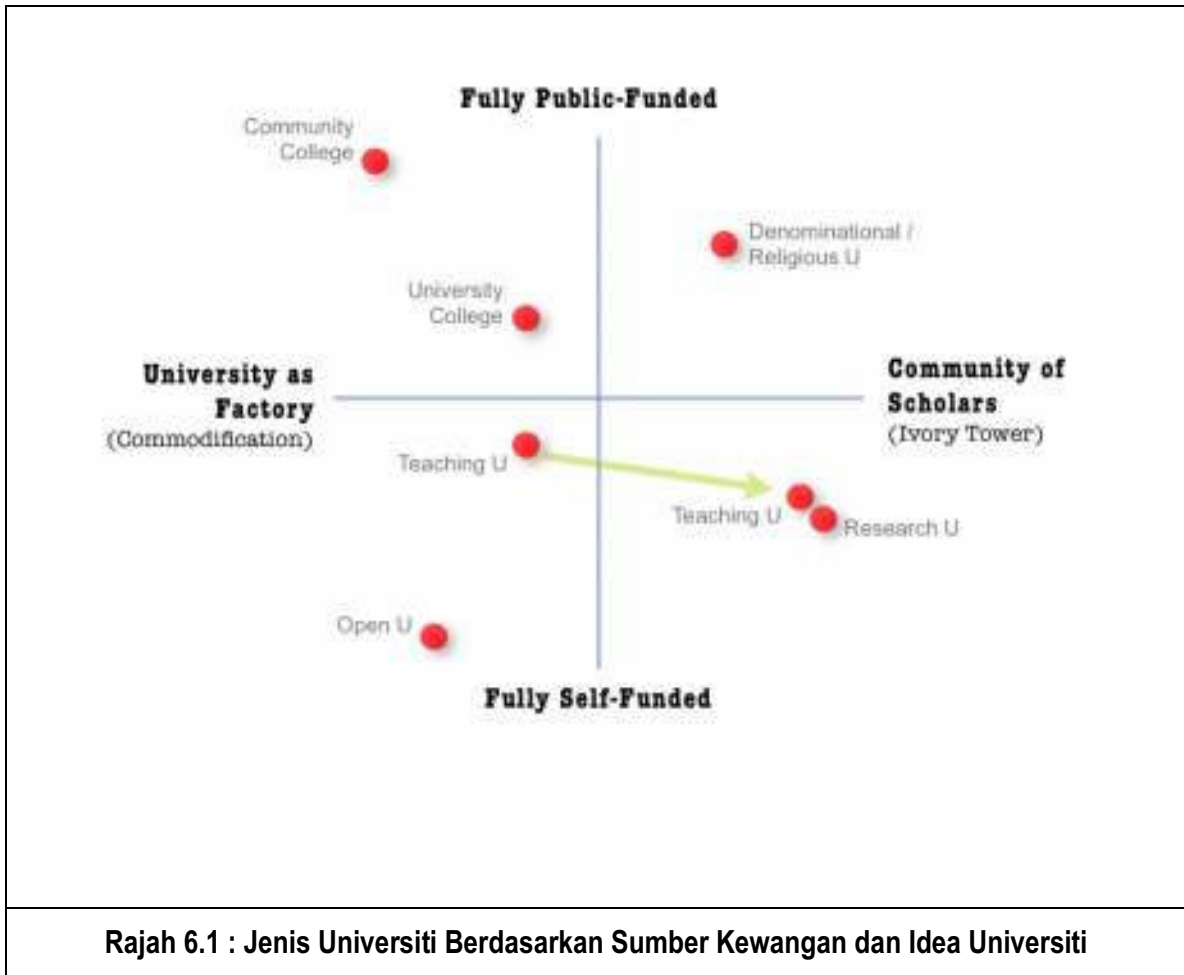 Fully Public-Funded
Community
College
Denominational /
Religious U
University
College
University as
Factory
(Commodification)
Community of
Scholars
(Ivory Tower)
Teaching U
Teaching U
Research U
Open U
Fully Self-Funded
Rajah 6.1 : Jenis Universiti Berdasarkan Sumber Kewangan dan Idea Universiti